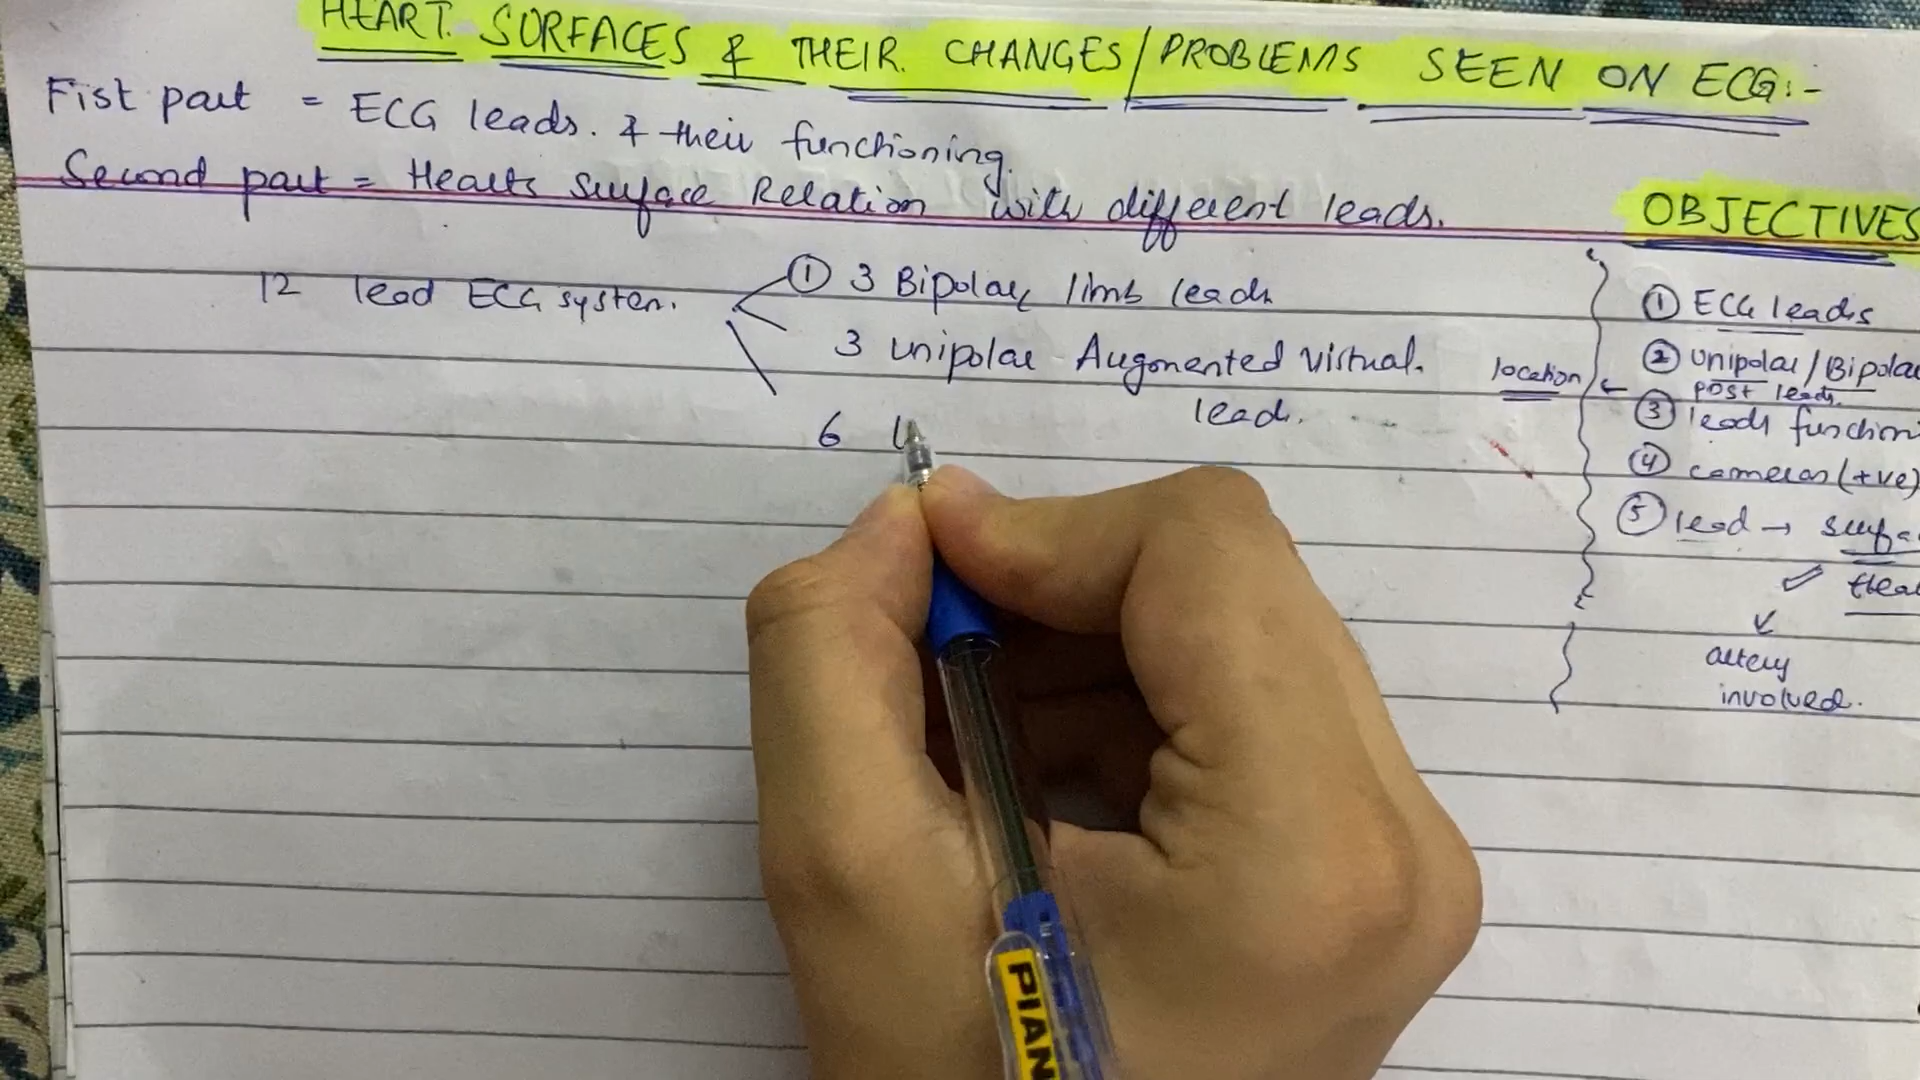 HEART. SURFACES & THEIR. CHANGES/PROBLEMS SEEN ON ECG:-
Fist part = ECG leads. & their functioning.
Second part = Hearts surface Relation with different leads.
12 lead ECG system.
① 3 Bipolar limb leads
3 unipolar Augmented Virtual.
lead.
6 U
location
OBJECTIVES
① ECG leads
② Unipolar/Bipolar
post leads.
③ leads function
④ cameras (+ve)
⑤ lead → surfa
Hea
artery
involved.
PIAN